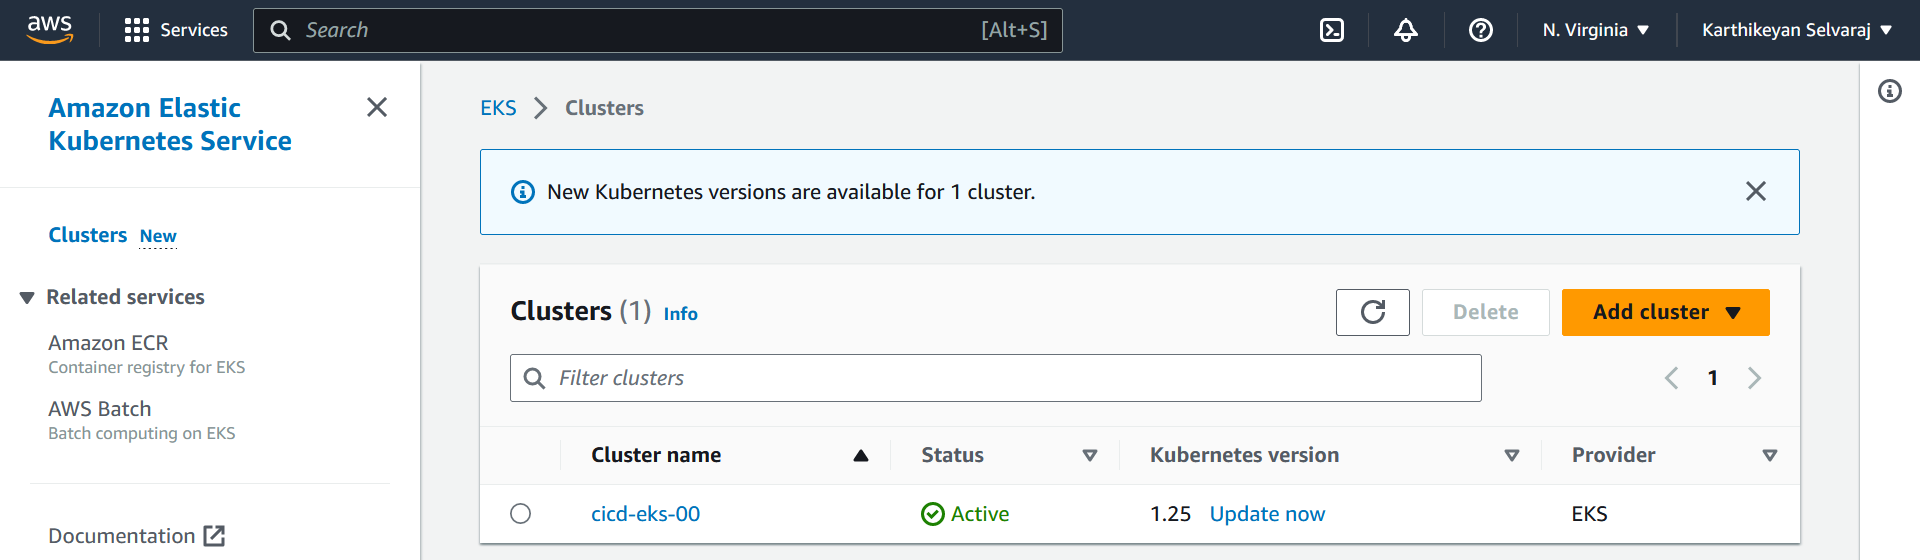 aws
Services
Search [Alt+S]
N. Virginia
Karthikeyan Selvaraj
Amazon Elastic
Kubernetes Service
Clusters New
Related services
Amazon ECR
Container registry for EKS
AWS Batch
Batch computing on EKS
Documentation
EKS Clusters
New Kubernetes versions are available for 1 cluster.
Clusters (1) Info
Delete
Add cluster
Filter clusters
1
Cluster name Status Kubernetes version Provider
cicd-eks-00 Active 1.25 Update now EKS